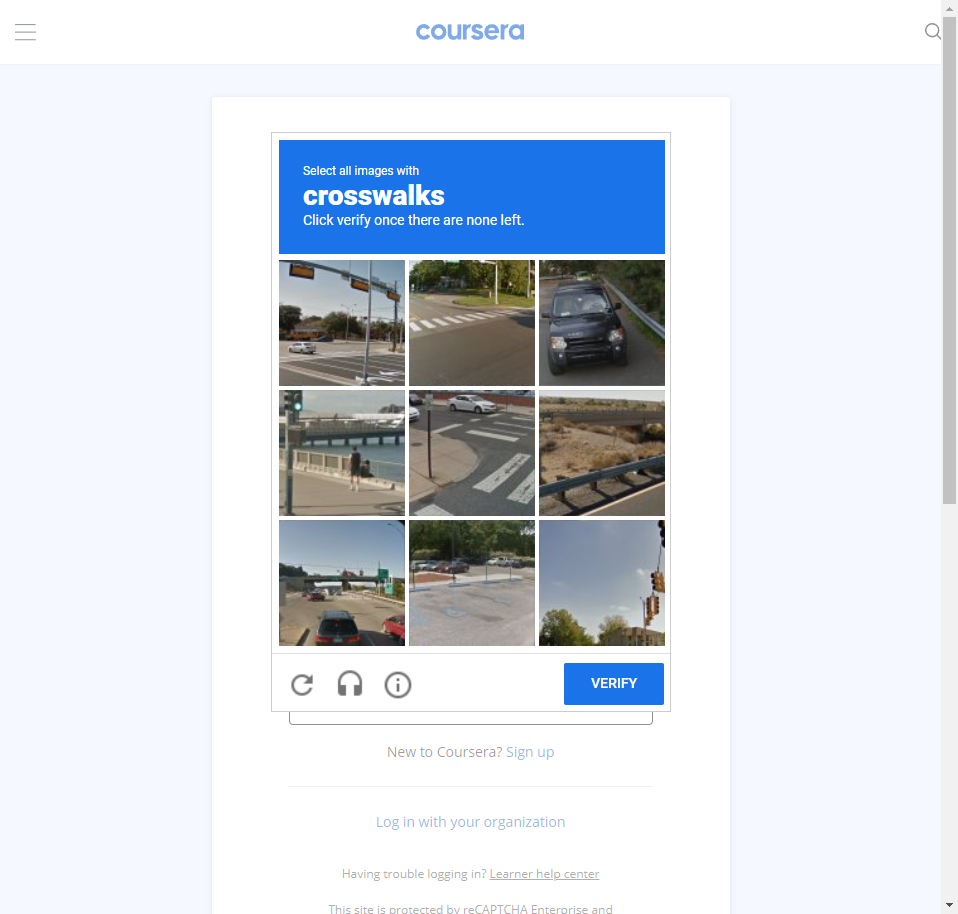 coursera
Select all images with
crosswalks
Click verify once there are none left.
VERIFY
New to Coursera? Sign up
Log in with your organization
Having trouble logging in? Learner help center
This site is protected by reCAPTCHA Enterprise and